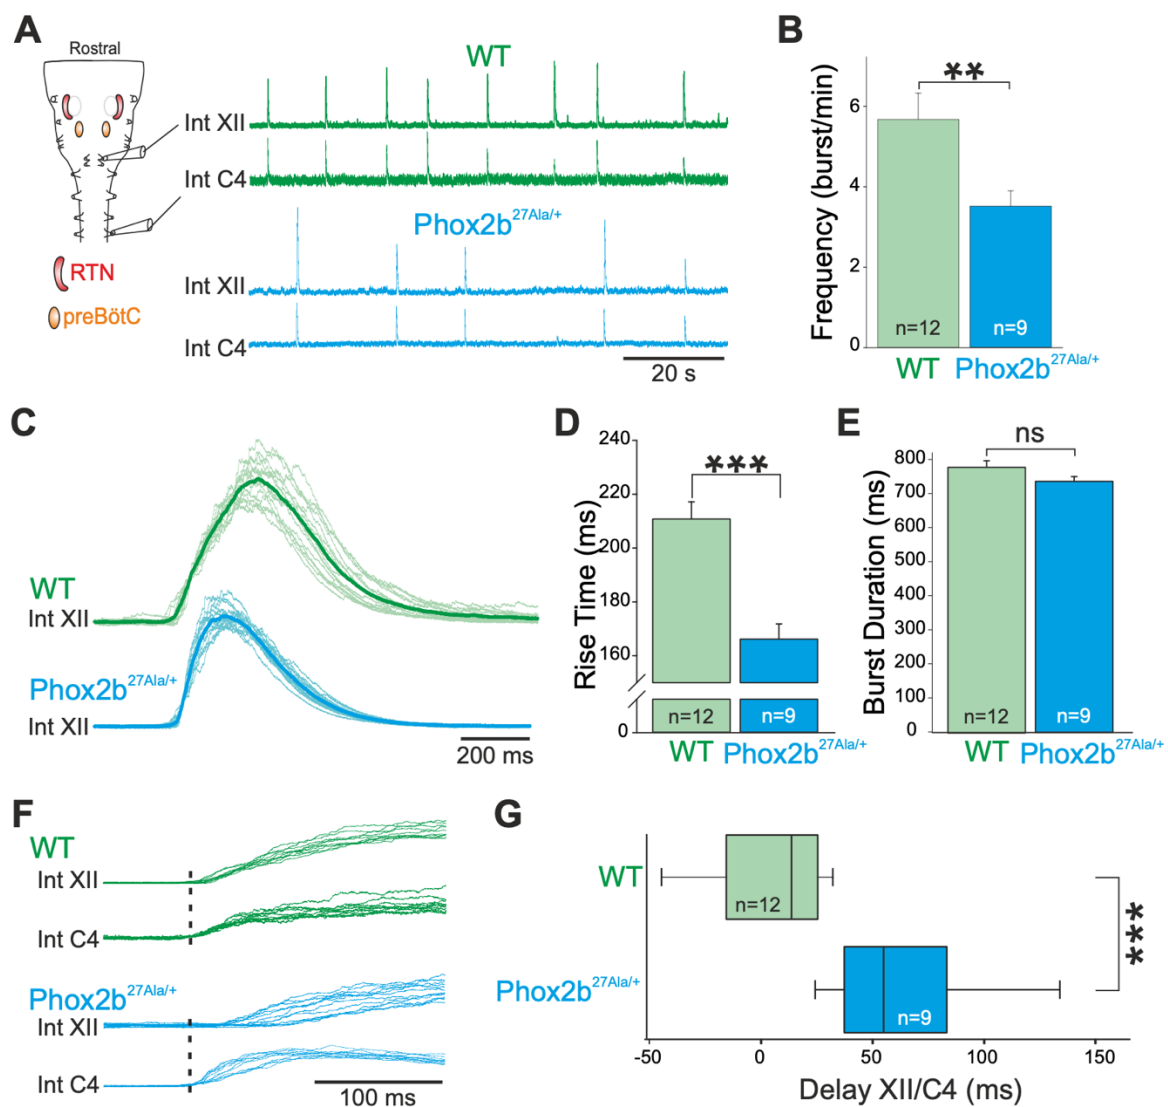 A
Rostral
RTN
preBötC
WT
Int XII
Int C4
Phox2b27Ala/+
Int XII
Int C4
20 s
B
Frequency (burst/min)
6
4
2
0
**
n=12
n=9
WT
Phox2b27Ala/+
C
WT
Int XII
Phox2b27Ala/+
Int XII
200 ms
D
Rise Time (ms)
240
220
200
180
160
0
***
n=12
n=9
WT
Phox2b27Ala/+
E
Burst Duration (ms)
800
700
600
500
400
300
200
100
0
ns
n=12
n=9
WT
Phox2b27Ala/+
F
WT
Int XII
Int C4
Phox2b27Ala/+
Int XII
Int C4
100 ms
G
WT
n=12
Phox2b27Ala/+
n=9
***
-50
0
50
100
150
Delay XII/C4 (ms)